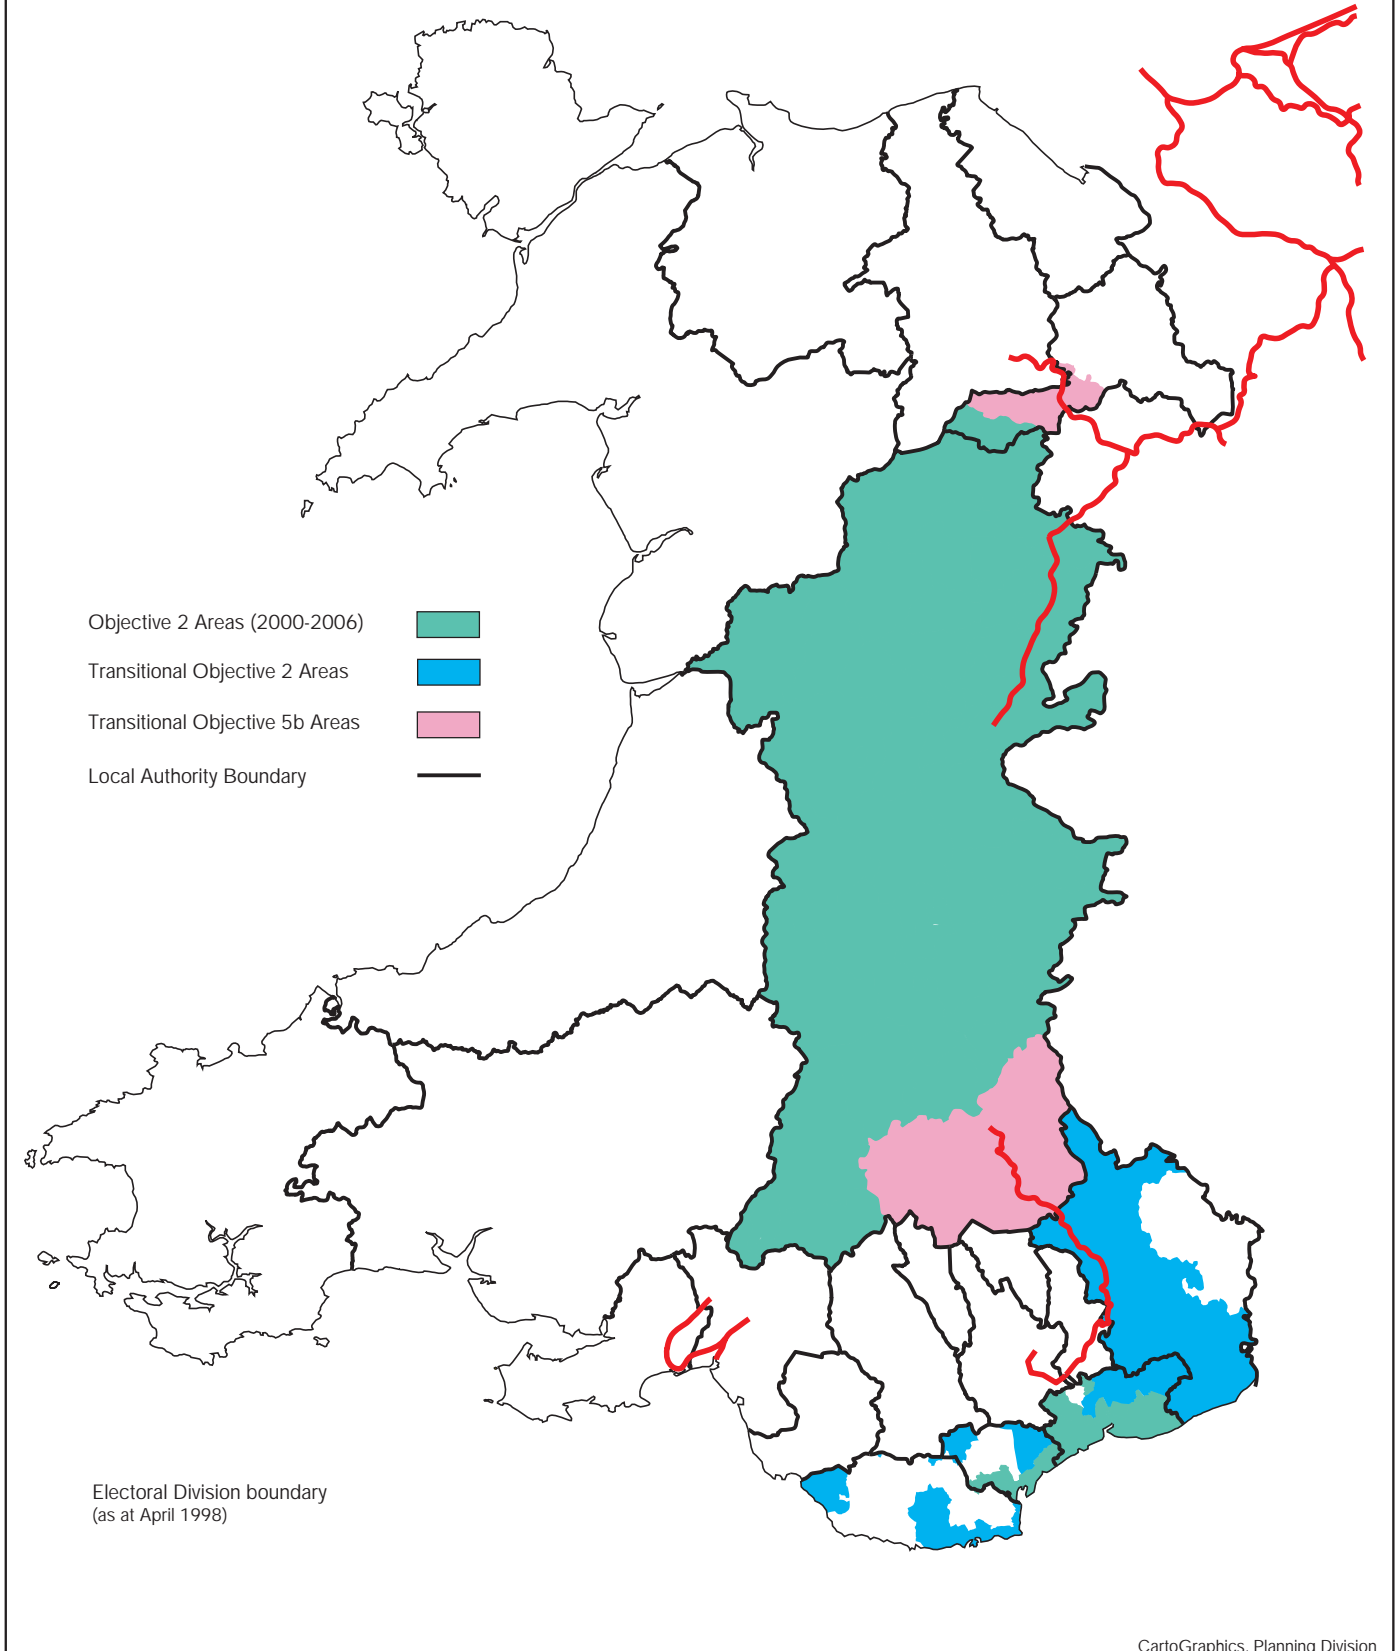 Objective 2 Areas (2000-2006)
Transitional Objective 2 Areas
Transitional Objective 5b Areas
Local Authority Boundary
Electoral Division boundary
(as at April 1998)
CartoGraphics, Planning Division